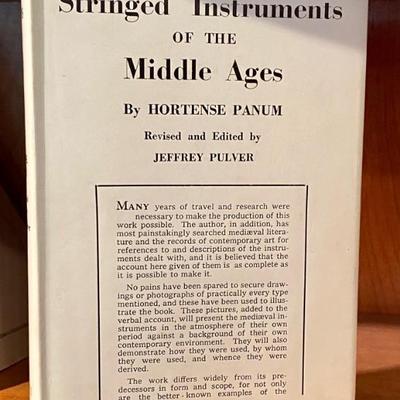 Stringed Instruments
OF THE
Middle Ages
By HORTENSE PANUM
Revised and Edited by
JEFFREY PULVER
MANY years of travel and research were
necessary to make the production of this
work possible. The author, in addition, has
most painstakingly searched mediæval litera-
ture and the records of contemporary art for
references to and descriptions of the instru-
ments dealt with, and it is believed that the
account here given of them is as complete as
it is possible to make it.
No pains have been spared to secure draw-
ings or photographs of practically every type
mentioned, and these have been used to illus-
trate the book. These pictures, added to the
verbal account, will present the mediæval in-
struments in the atmosphere of their own
period against a background of their own
contemporary environment. They will also
demonstrate how they were used, by whom
they were used, and whence they were
derived.
The work differs widely from its pre-
decessors in form and scope, for not only
are the better-known examples of the